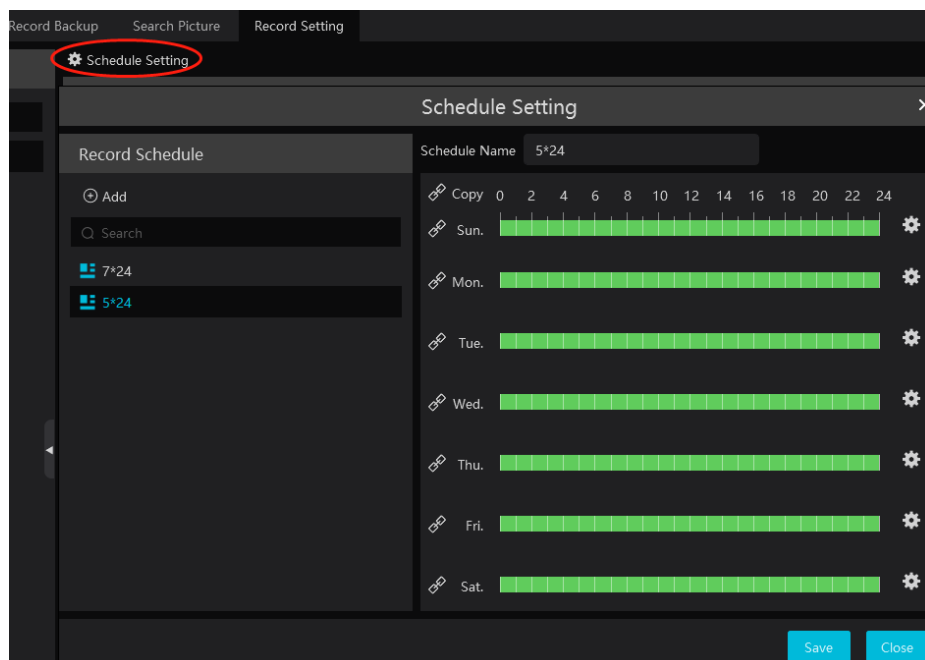 Record Backup Search Picture Record Setting
Schedule Setting
Schedule Setting
Record Schedule
Schedule Name 5*24
Add
Copy 0 2 4 6 8 10 12 14 16 18 20 22 24
Search
Sun.
7*24
Mon.
5*24
Tue.
Wed.
Thu.
Fri.
Sat.
Save Close